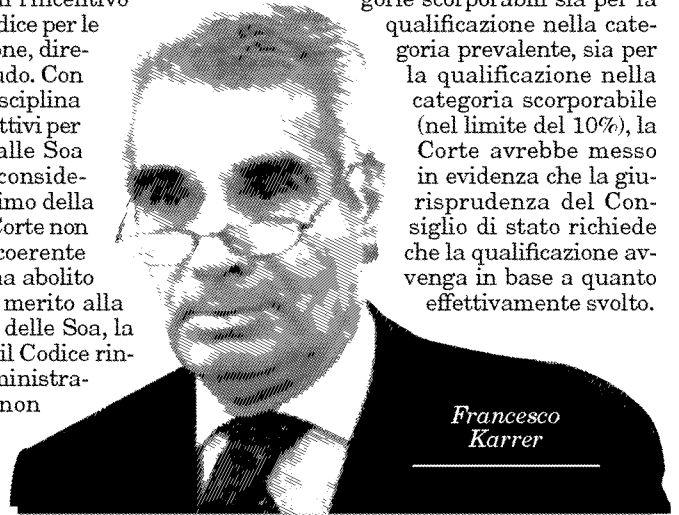 l'incentivo
dice per le
one, dire-
udo. Con
sciplina
ttivi per
alle Soa
conside-
imo della
Corte non
coerente
na abolito
merito alla
delle Soa, la
il Codice rin-
ministra-
non
gorie scorporabili sia per la
qualificazione nella cate-
goria prevalente, sia per
la qualificazione nella
categoria scorporabile
(nel limite del 10%), la
Corte avrebbe messo
in evidenza che la giu-
risprudenza del Con-
siglio di stato richiede
che la qualificazione av-
venga in base a quanto
effettivamente svolto.
Francesco
Karrer